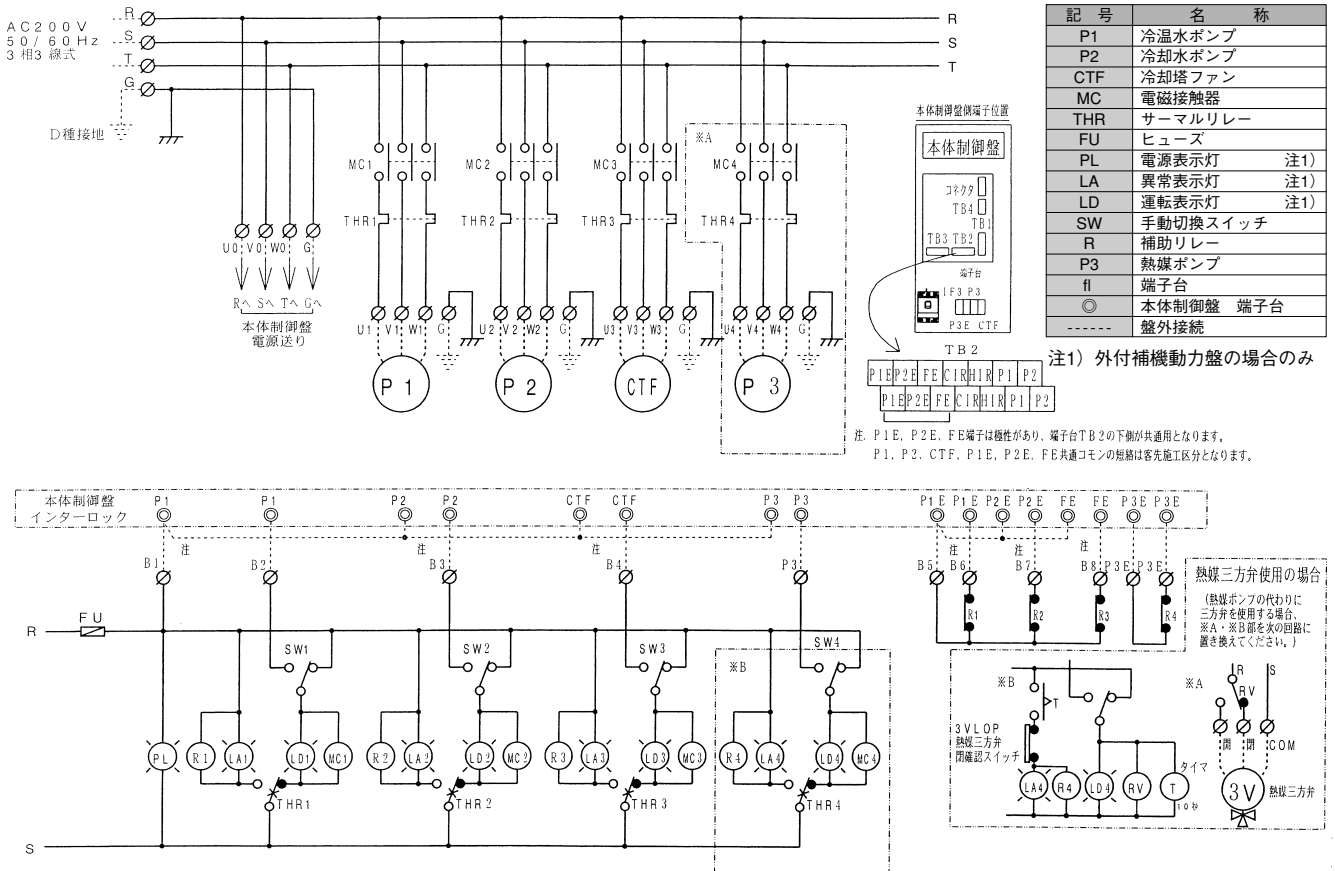 AC200V
50/60Hz
3相3線式
R
S
T
G
D種接地
R
S
T
MC1
MC2
MC3
MC4
※A
THR1
THR2
THR3
THR4
U0 V0 W0 G
Rへ Sへ Tへ Gへ
本体制御盤
電源送り
U1 V1 W1 G
U2 V2 W2 G
U3 V3 W3 G
U4 V4 W4 G
P1
P2
CTF
P3
本体制御盤側端子位置
本体制御盤
コネクタ
TB4
TB1
TB3 TB2
端子台
1F3 P3
P3E CTF
TB2
P1E P2E FE CIR HIR P1 P2
P1E P2E FE CIR HIR P1 P2
注. P1E, P2E, FE端子は極性があり、端子台TB2の下側が共通用となります。
P1, P2, CTF, P1E, P2E, FE共通コモンの短絡は客先施工区分となります。
記 号 名 称
P1 冷温水ポンプ
P2 冷却水ポンプ
CTF 冷却塔ファン
MC 電磁接触器
THR サーマルリレー
FU ヒューズ
PL 電源表示灯 注1)
LA 異常表示灯 注1)
LD 運転表示灯 注1)
SW 手動切換スイッチ
R 補助リレー
P3 熱媒ポンプ
fl 端子台
◎ 本体制御盤 端子台
------ 盤外接続
注1) 外付補機動力盤の場合のみ
本体制御盤
インターロック
P1 P1 P2 P2 CTF CTF P3 P3 P1E P1E P2E P2E FE FE P3E P3E
注 注 注 注 注 注
B1 B2 B3 B4 P3 B5 B6 B7 B8 P3E P3E
R1 R2 R3 R4
R
FU
SW1
SW2
SW3
SW4
※B
PL R1 LA1 LD1 MC1
R2 LA2 LD2 MC2
R3 LA3 LD3 MC3
R4 LA4 LD4 MC4
THR1
THR2
THR3
THR4
S
熱媒三方弁使用の場合
(熱媒ポンプの代わりに
三方弁を使用する場合、
※A・※B部を次の回路に
置き換えてください。)
※B
T
3VLOP
熱媒三方弁
閉確認スイッチ
LA4 R4 LD4 RV T
タイマ
10秒
※A
R S
RV
開 閉 COM
3V
熱媒三方弁